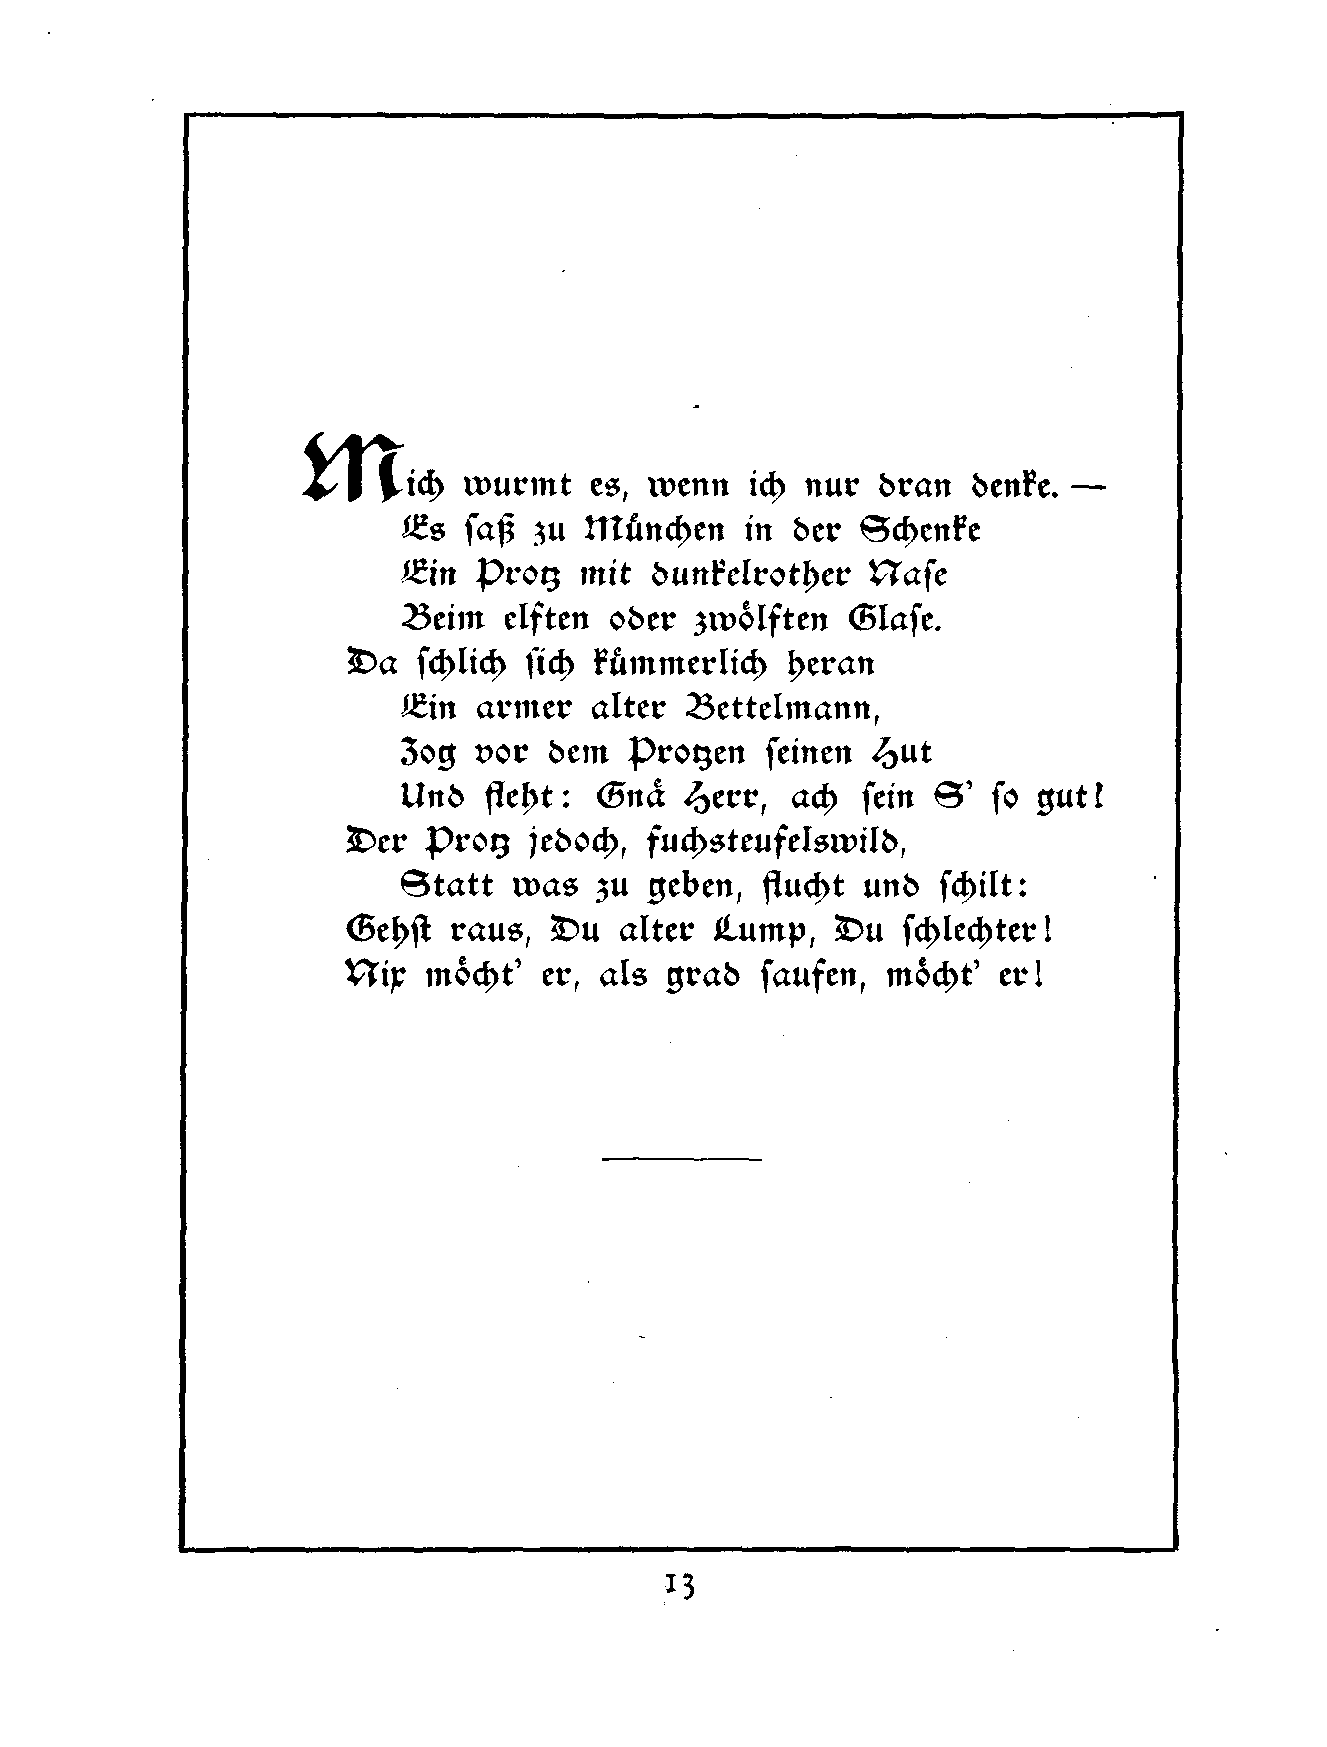 Mich wurmt es, wenn ich nur dran denke. —
Es saß zu München in der Schenke
Ein Protz mit dunkelrother Nase
Beim elften oder zwölften Glase.
Da schlich sich kümmerlich heran
Ein armer alter Bettelmann,
Zog vor dem Protzen seinen Hut
Und fleht: Gnä Herr, ach sein S' so gut!
Der Protz jedoch, fuchsteufelswild,
Statt was zu geben, flucht und schilt:
Gehst raus, Du alter Lump, Du schlechter!
Nix möcht' er, als grad saufen, möcht' er!
13